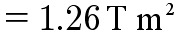 = 1.26 T m²